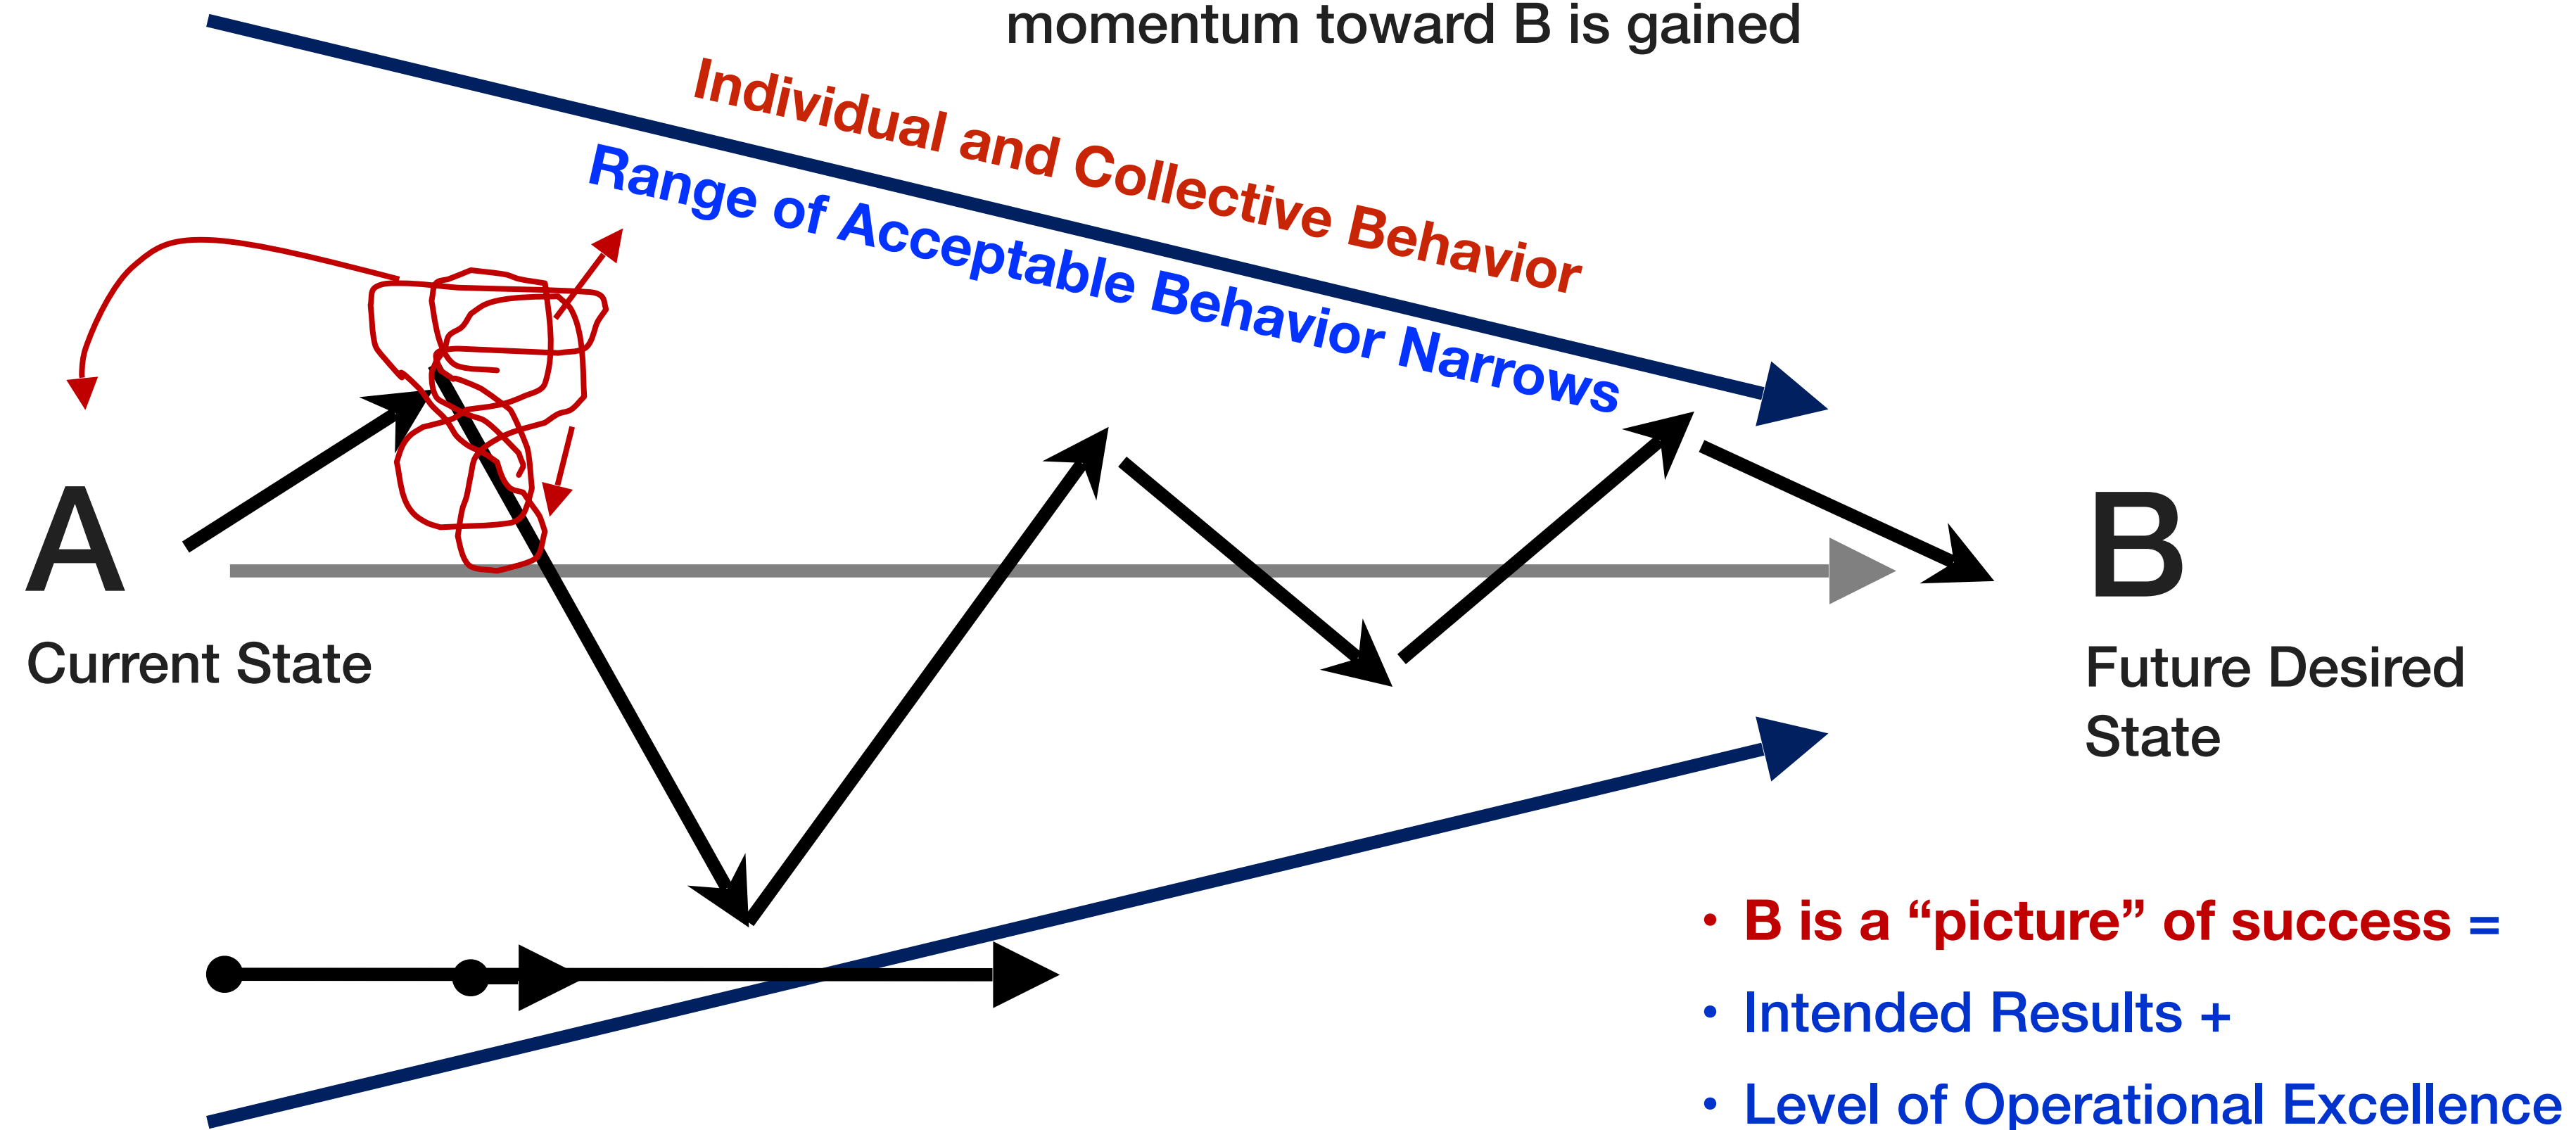 momentum toward B is gained
Individual and Collective Behavior
Range of Acceptable Behavior Narrows
A
Current State
B
Future Desired
State
• B is a “picture” of success =
• Intended Results +
• Level of Operational Excellence